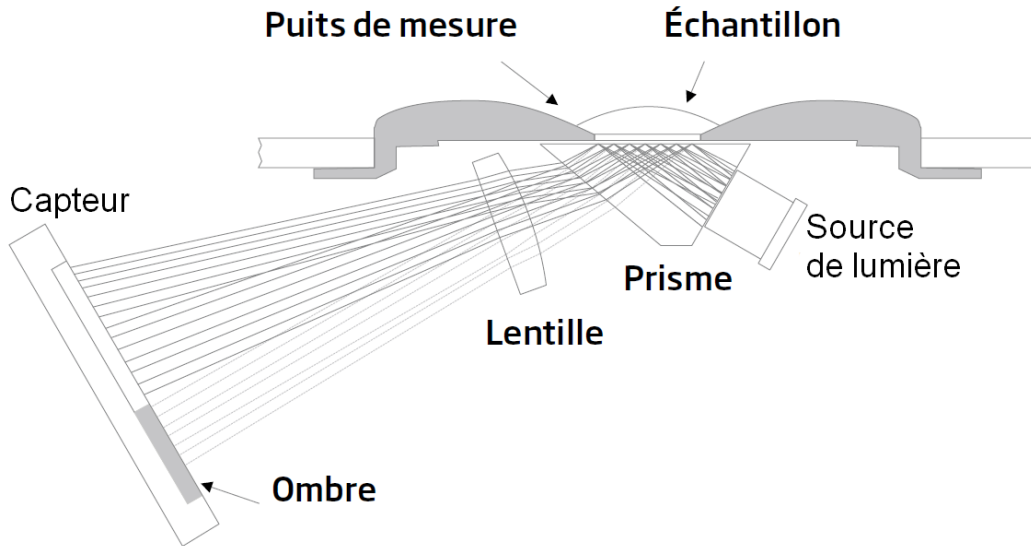 Puits de mesure
Échantillon
Capteur
Source
de lumière
Prisme
Lentille
Ombre